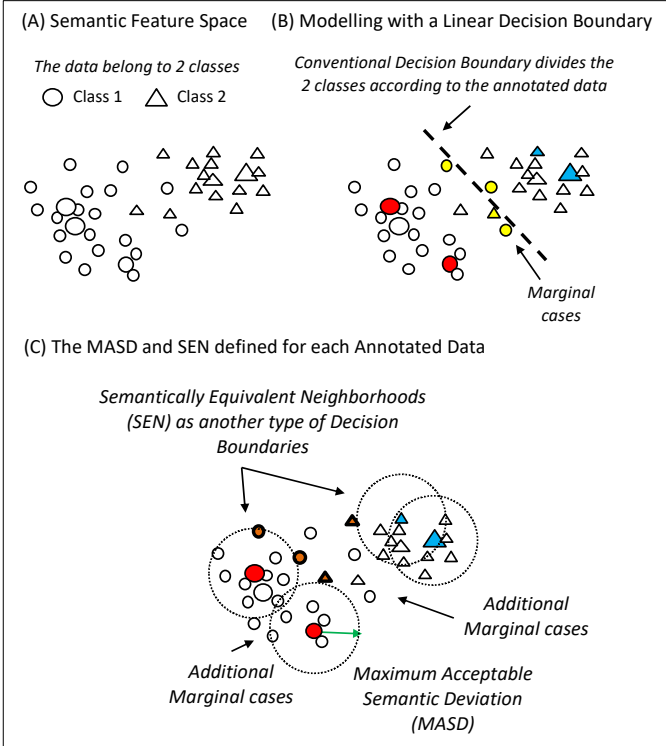 (A) Semantic Feature Space
(B) Modelling with a Linear Decision Boundary
The data belong to 2 classes
Class 1
Class 2
Conventional Decision Boundary divides the
2 classes according to the annotated data
Marginal
cases
(C) The MASD and SEN defined for each Annotated Data
Semantically Equivalent Neighborhoods
(SEN) as another type of Decision
Boundaries
Additional
Marginal cases
Additional
Marginal cases
Maximum Acceptable
Semantic Deviation
(MASD)